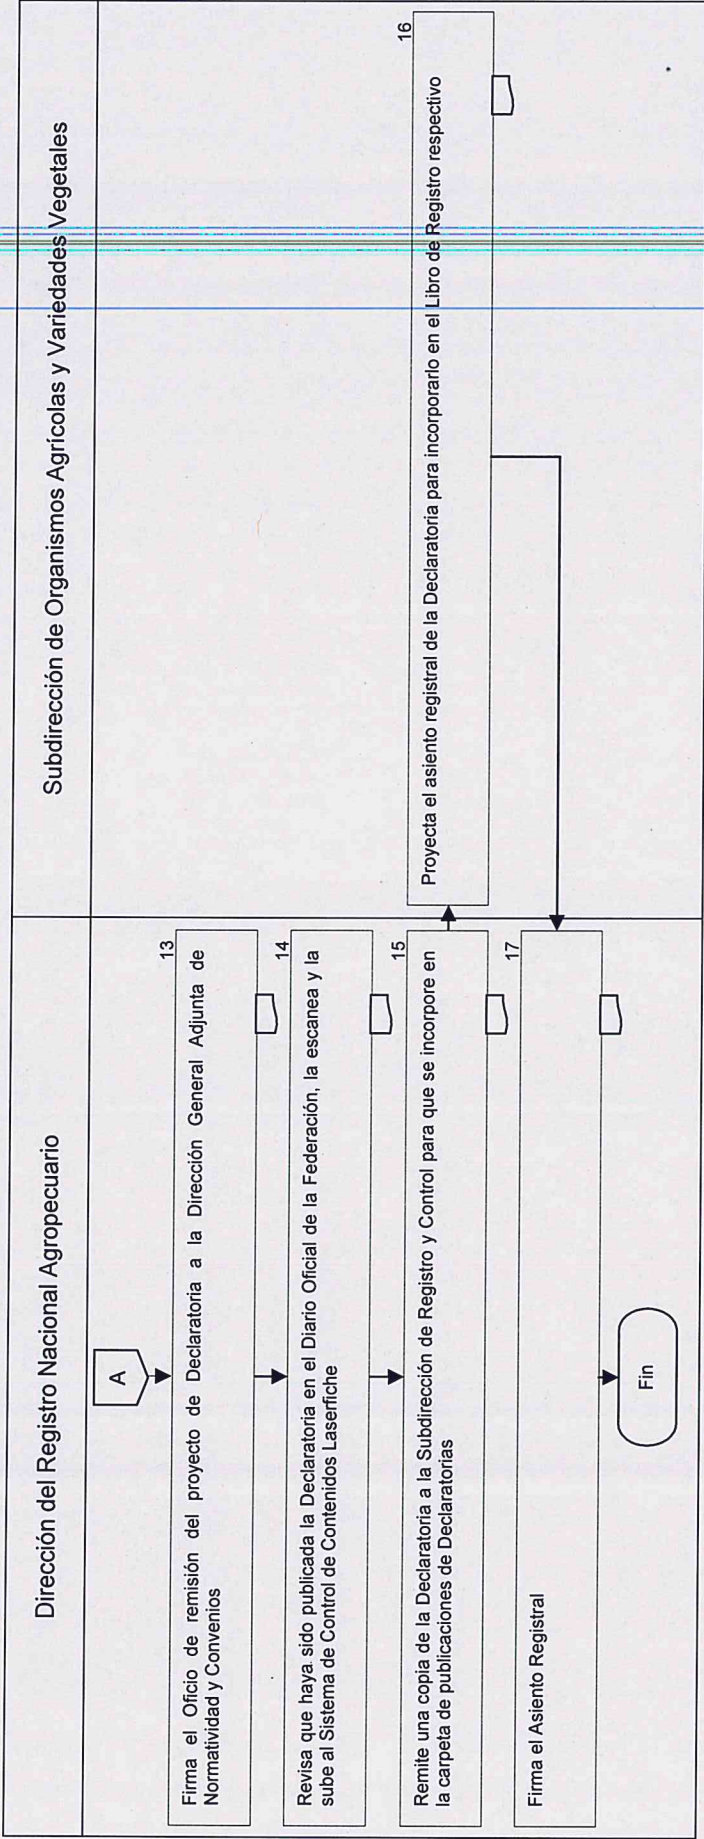 Dirección del Registro Nacional Agropecuario
Subdirección de Organismos Agrícolas y Variedades Vegetales
A
13
Firma el Oficio de remisión del proyecto de Declaratoria a la Dirección General Adjunta de
Normatividad y Convenios
14
Revisa que haya sido publicada la Declaratoria en el Diario Oficial de la Federación, la escanea y la
sube al Sistema de Control de Contenidos Laserfiche
15
Remite una copia de la Declaratoria a la Subdirección de Registro y Control para que se incorpore en
la carpeta de publicaciones de Declaratorias
16
Proyecta el asiento registral de la Declaratoria para incorporarlo en el Libro de Registro respectivo
17
Firma el Asiento Registral
Fin